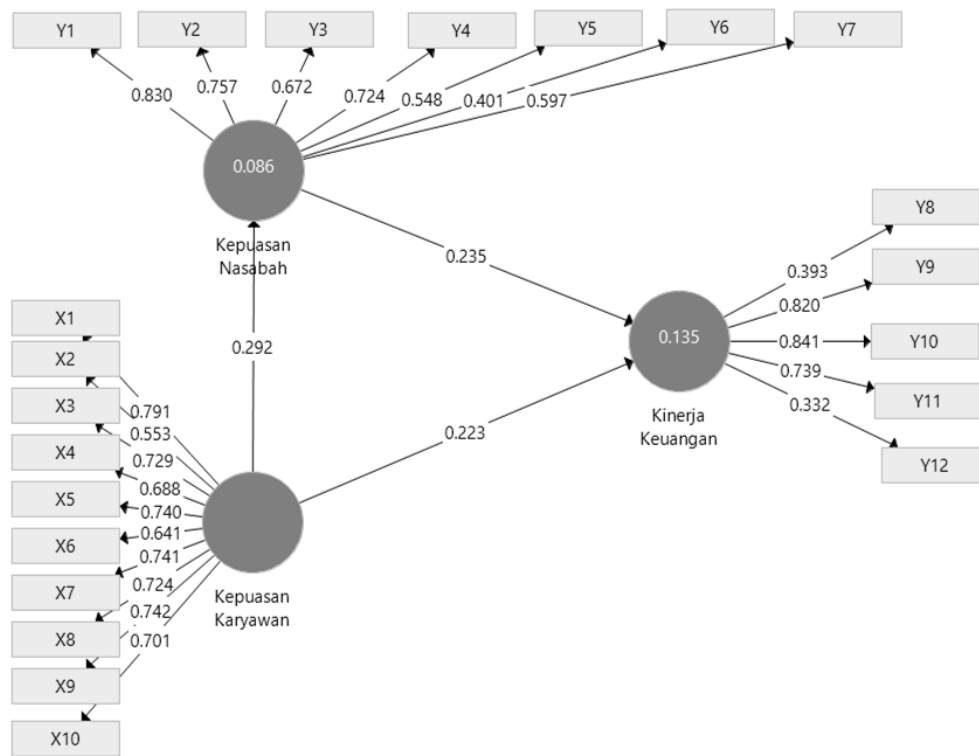 Y1
Y2
Y3
Y4
Y5
Y6
Y7
0.830
0.757
0.672
0.724
0.548
0.401
0.597
0.086
Kepuasan
Nasabah
0.235
0.292
0.223
Y8
Y9
Y10
Y11
Y12
0.393
0.820
0.841
0.739
0.332
0.135
Kinerja
Keuangan
X1
X2
X3
X4
X5
X6
X7
X8
X9
X10
0.791
0.553
0.729
0.688
0.740
0.641
0.741
0.724
0.742
0.701
Kepuasan
Karyawan